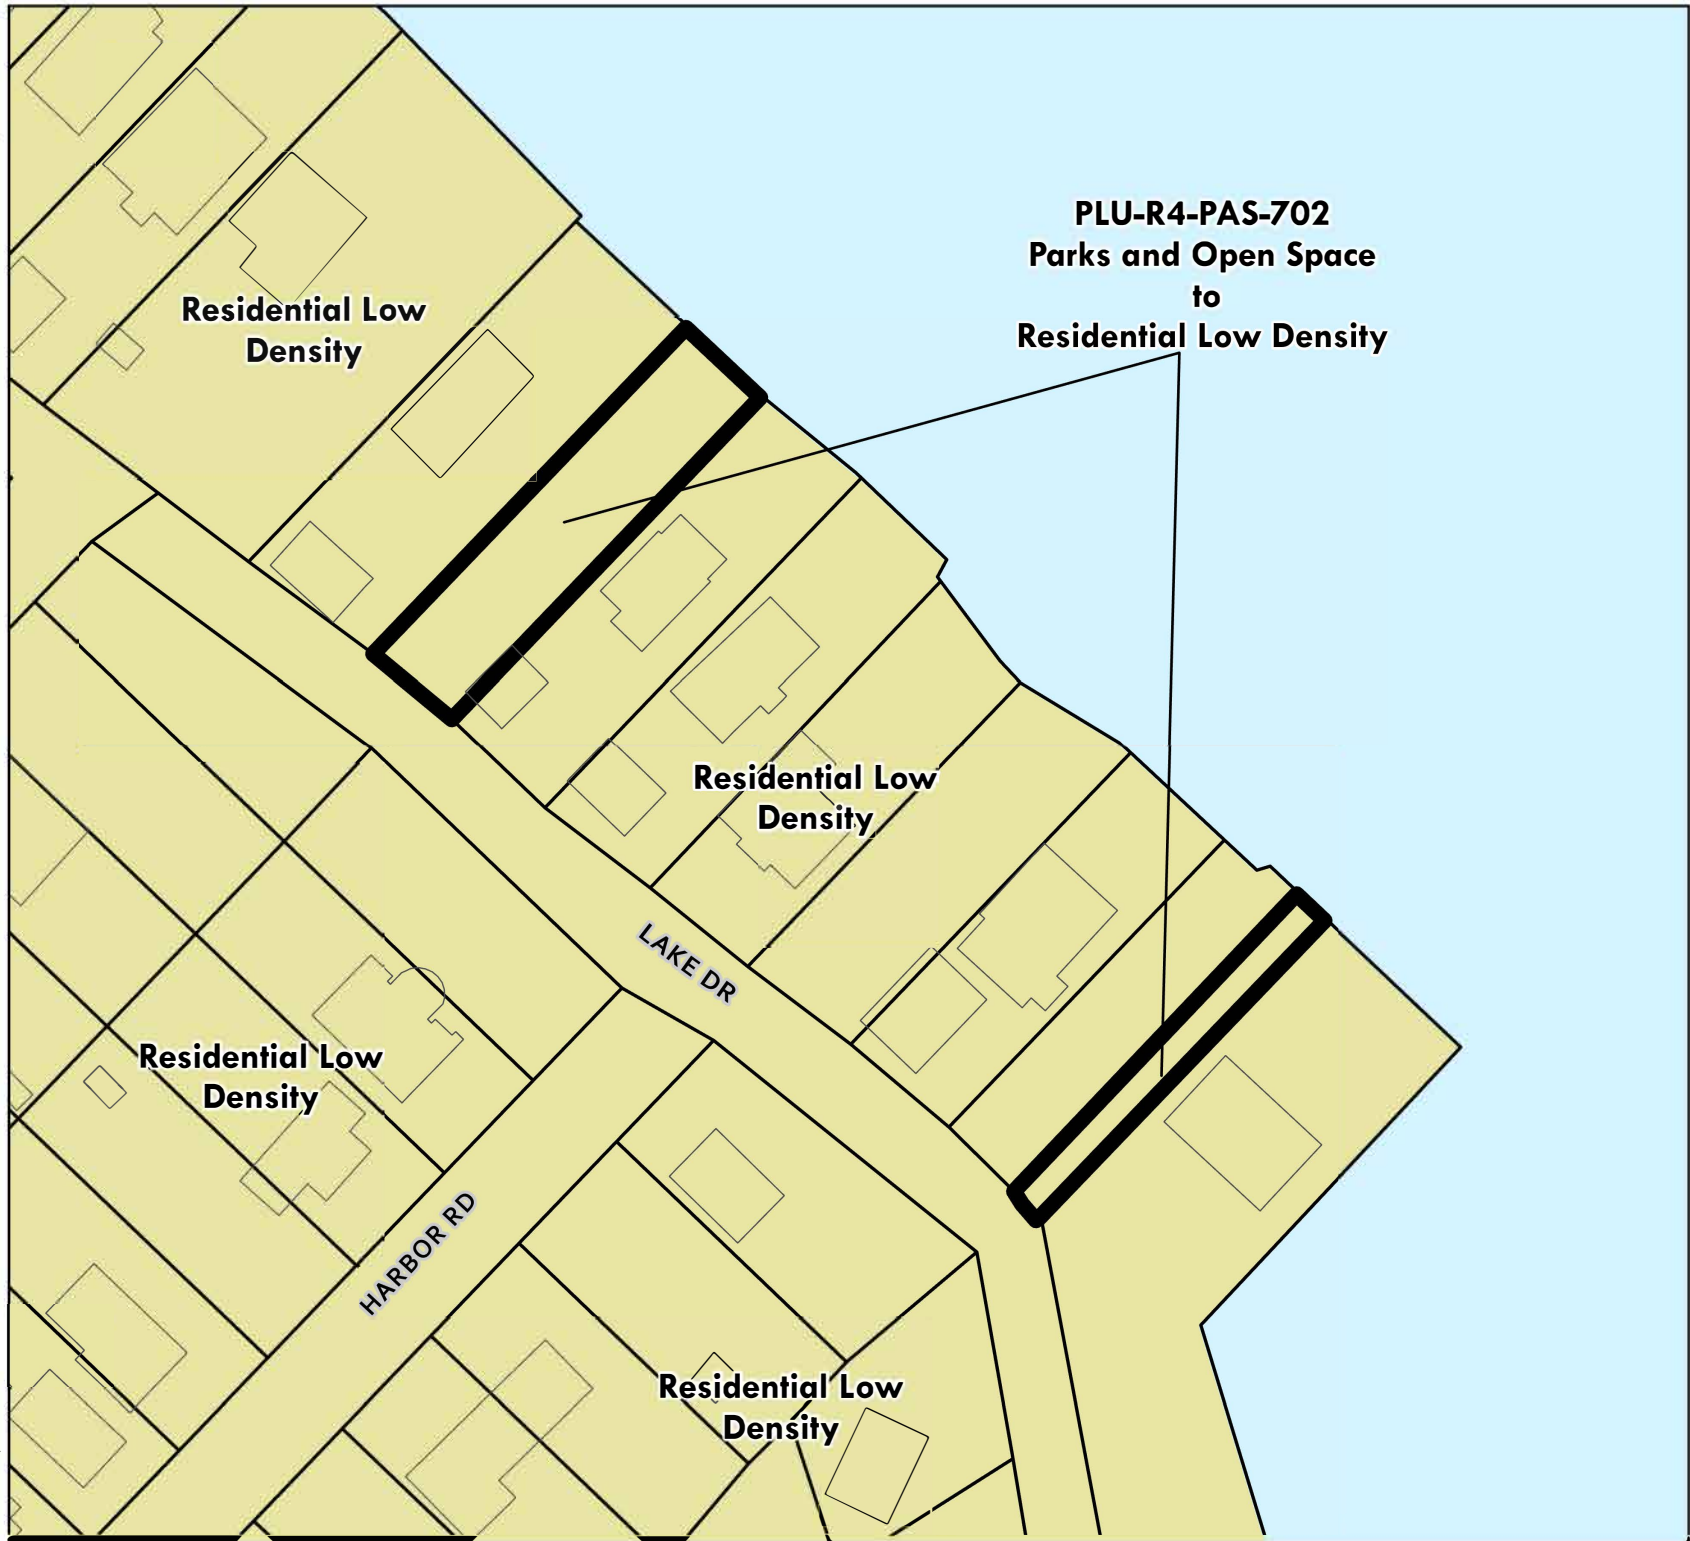 PLU-R4-PAS-702
Parks and Open Space
to
Residential Low Density
Residential Low
Density
Residential Low
Density
LAKE DR
Residential Low
Density
HARBOR RD
Residential Low
Density